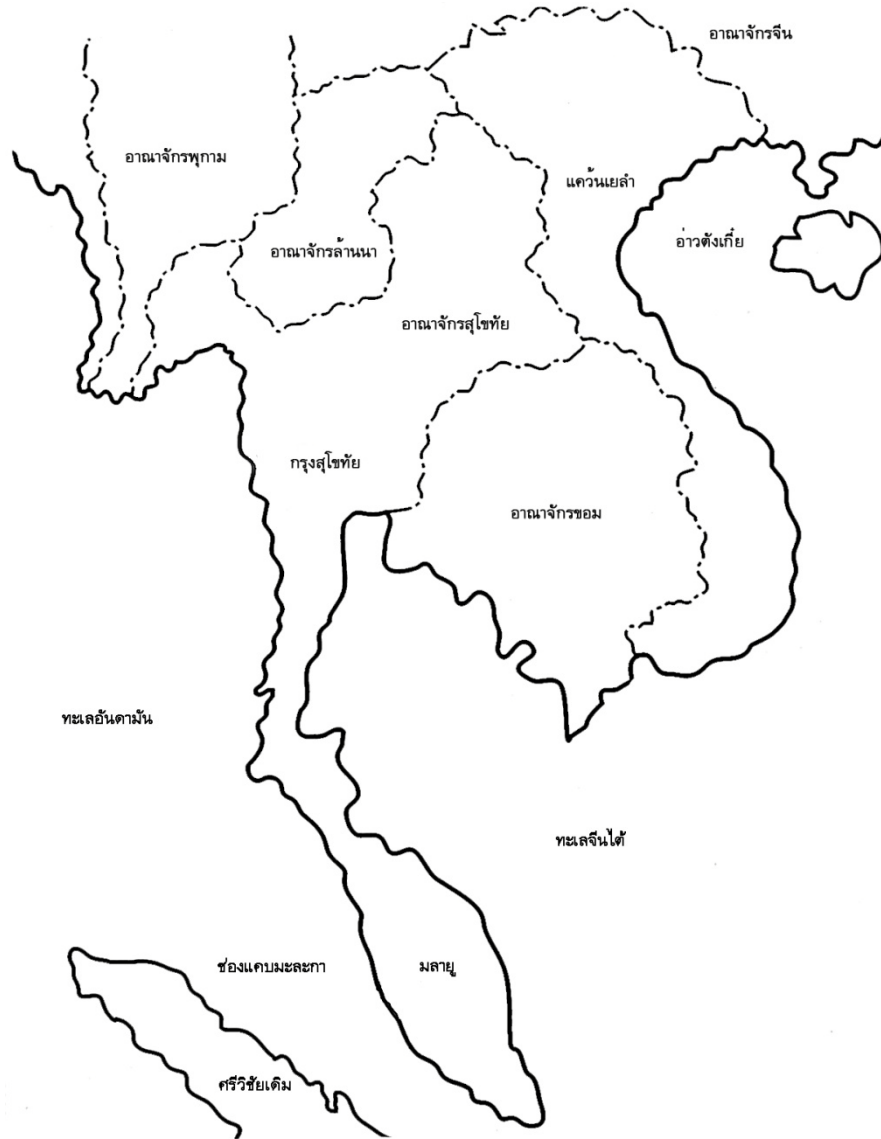 อาณาจักรจีน
อาณาจักรพุกาม
แคว้นเยลำ
อาณาจักรล้านนา
อ่าวตังเกี๋ย
อาณาจักรสุโขทัย
กรุงสุโขทัย
อาณาจักรขอม
ทะเลอันดามัน
ทะเลจีนใต้
ช่องแคบมะละกา
มลายู
ศรีวิชัยเดิม